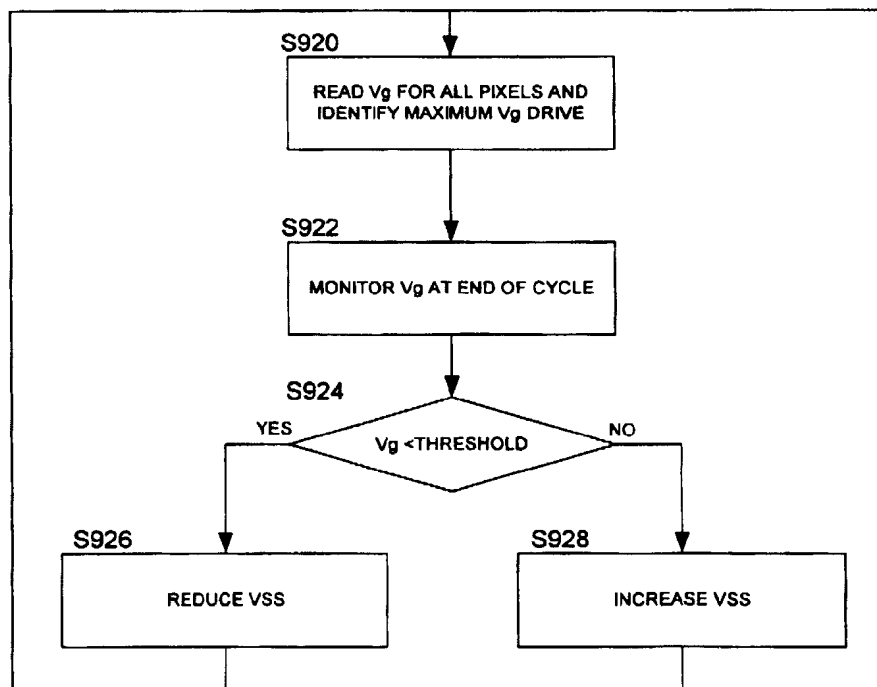 S920
READ Vg FOR ALL PIXELS AND
IDENTIFY MAXIMUM Vg DRIVE
S922
MONITOR Vg AT END OF CYCLE
S924
YES
Vg <THRESHOLD
NO
S926
REDUCE VSS
S928
INCREASE VSS